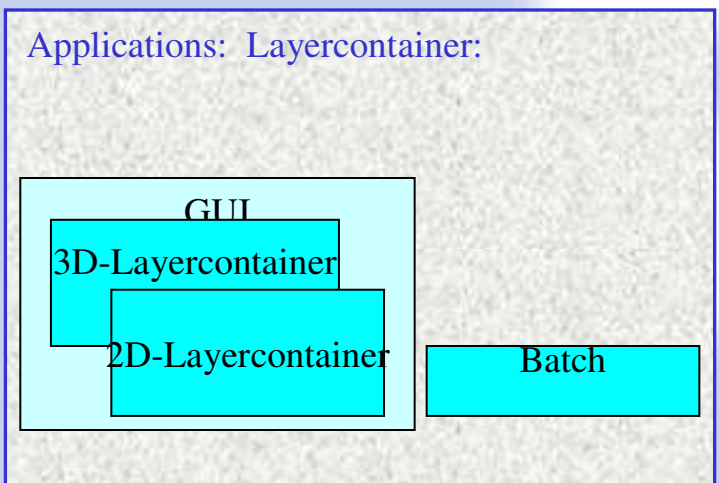 Applications: Layercontainer:
GUI
3D-Layercontainer
2D-Layercontainer
Batch